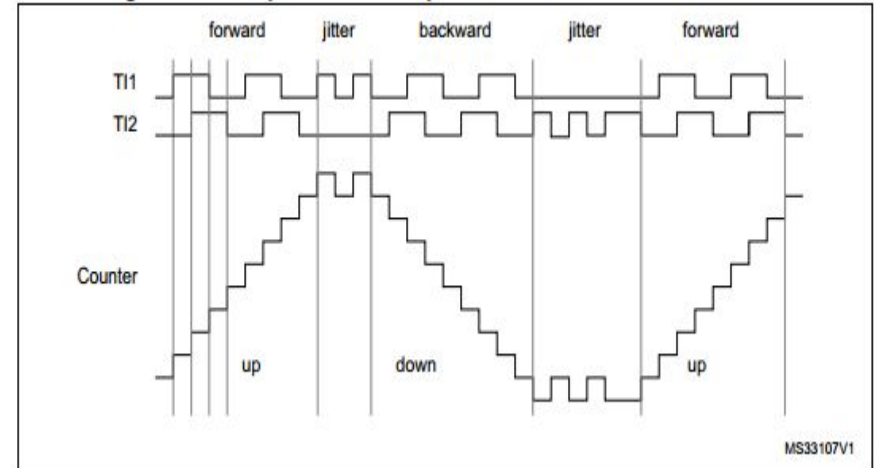 forward jitter backward jitter forward
TI1
TI2
Counter
up down up
MS33107V1